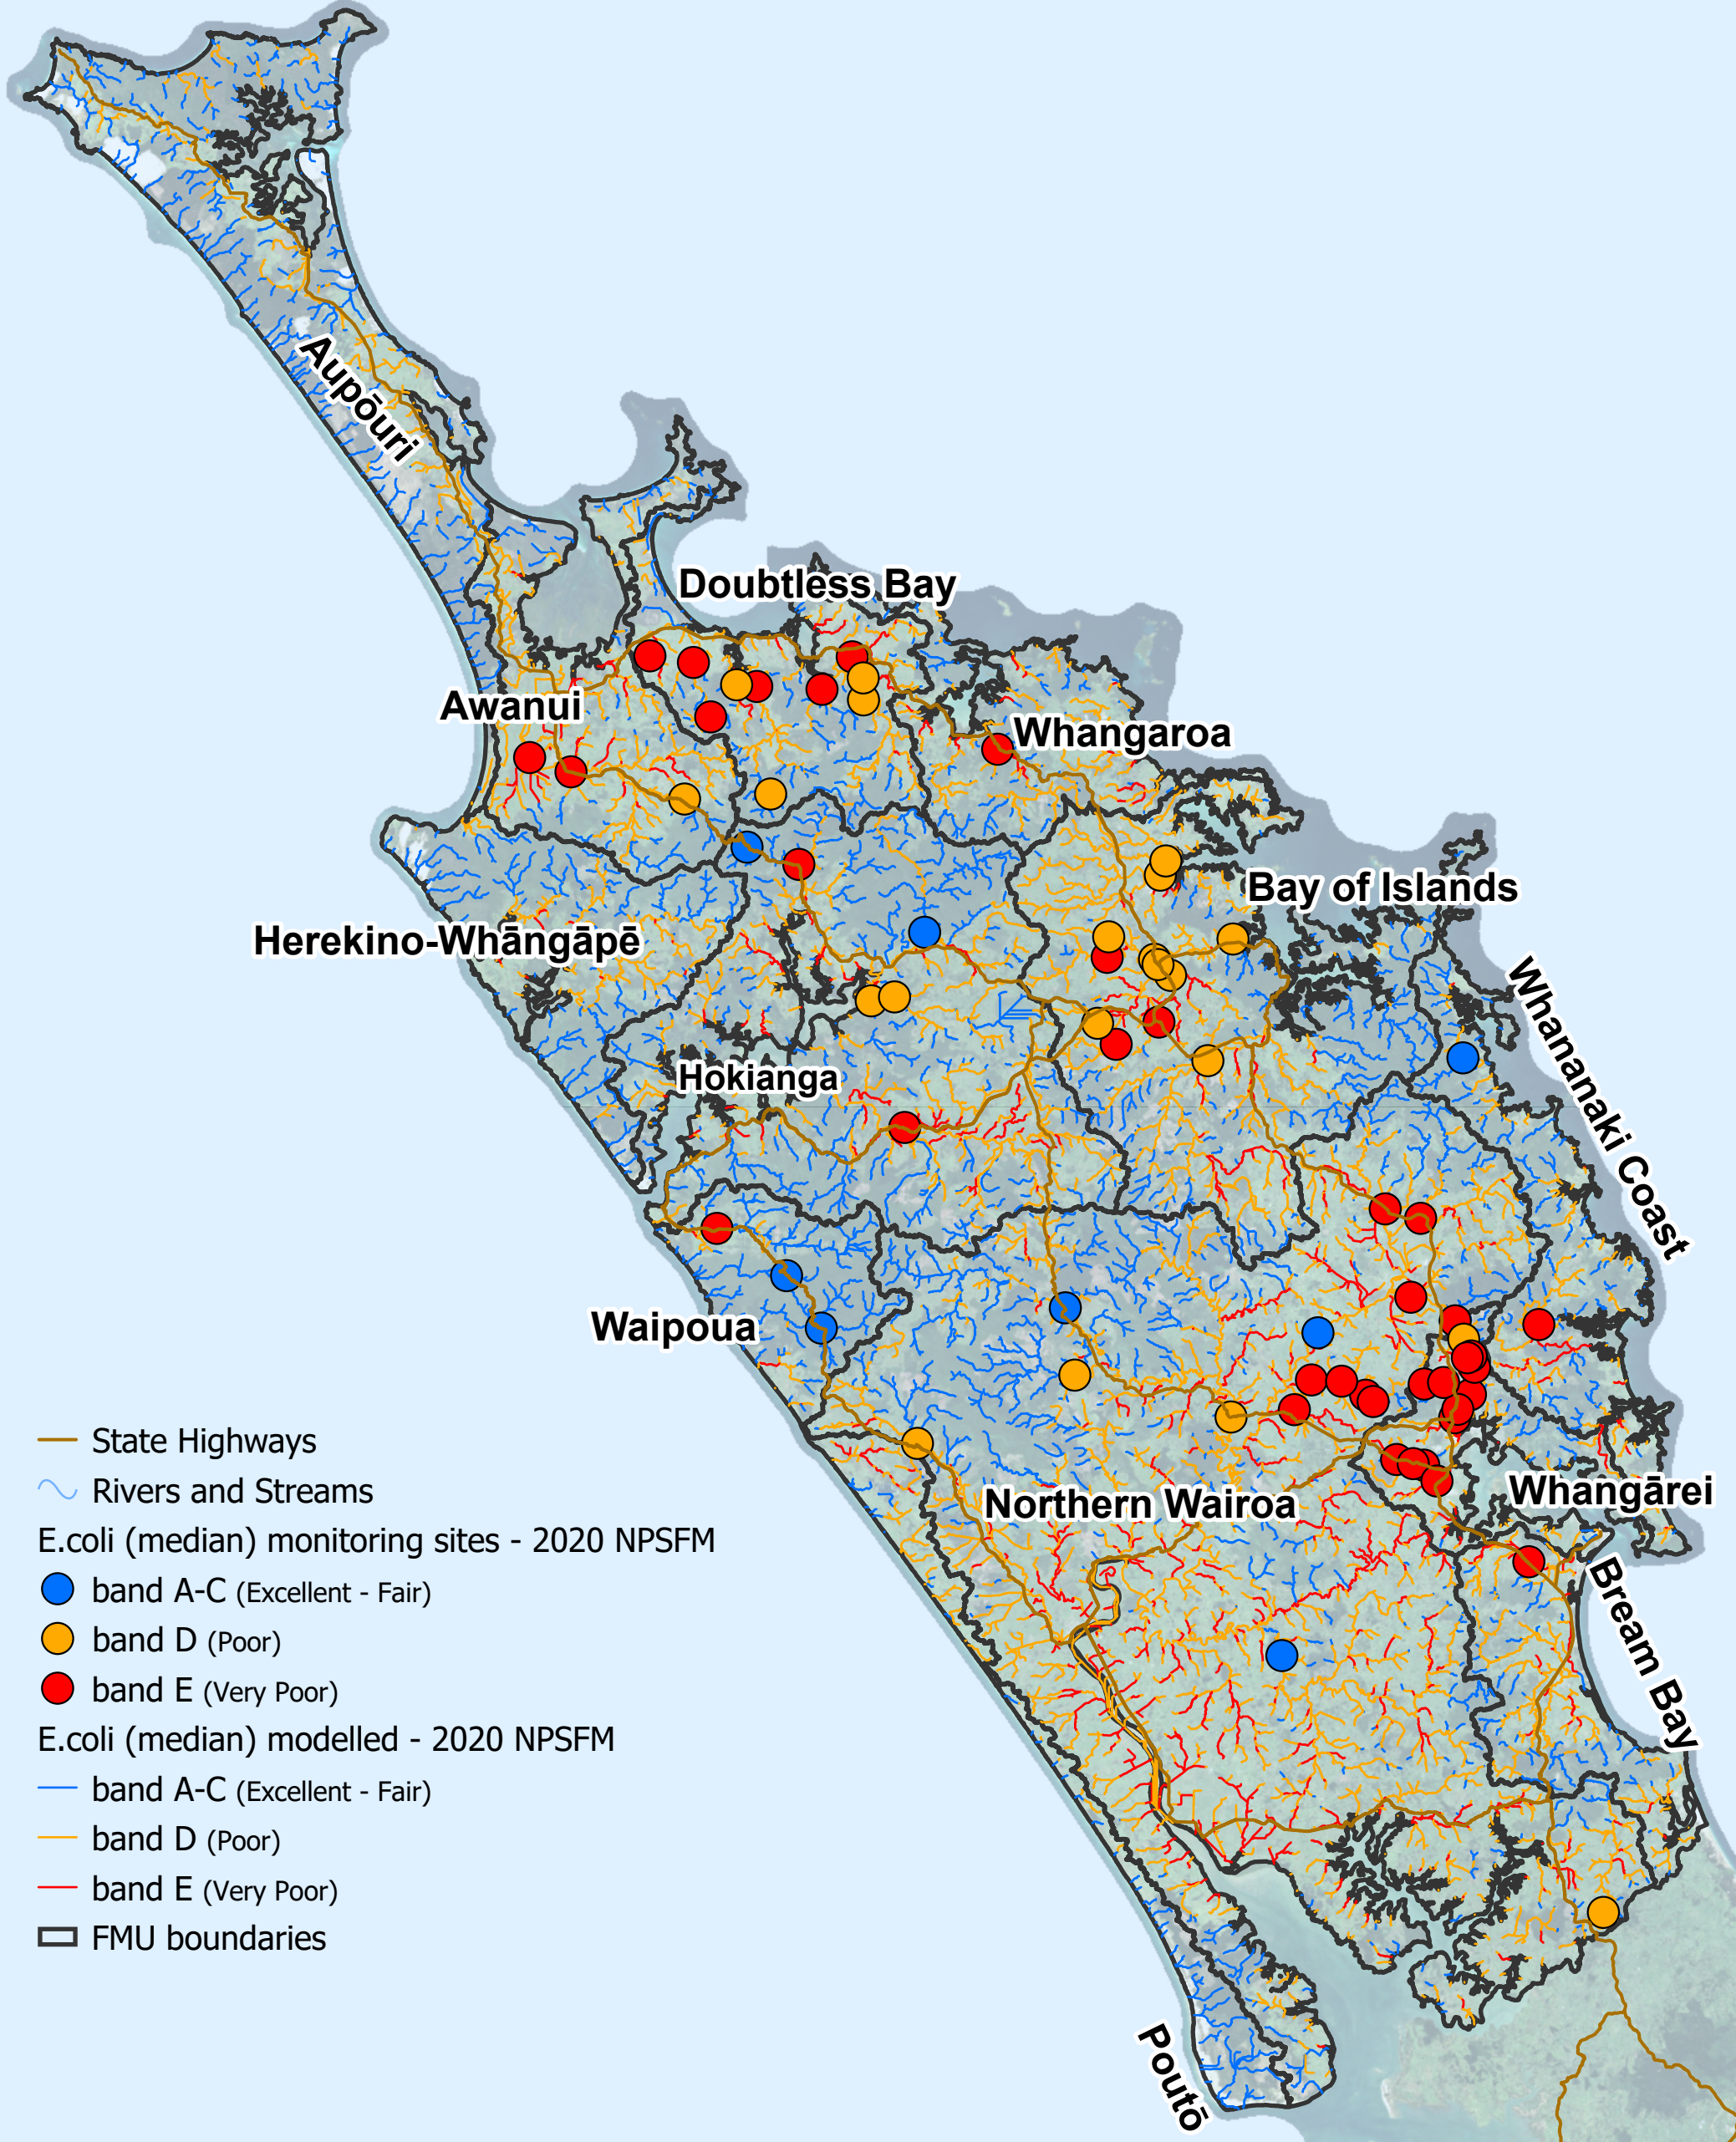 Aupōuri
Doubtless Bay
Awanui
Whangaroa
Bay of Islands
Herekino-Whāngāpē
Whananaki Coast
Hokianga
Waipoua
Northern Wairoa
Whangārei
Bream Bay
Poutō
State Highways
Rivers and Streams
E.coli (median) monitoring sites - 2020 NPSFM
band A-C (Excellent - Fair)
band D (Poor)
band E (Very Poor)
E.coli (median) modelled - 2020 NPSFM
band A-C (Excellent - Fair)
band D (Poor)
band E (Very Poor)
FMU boundaries